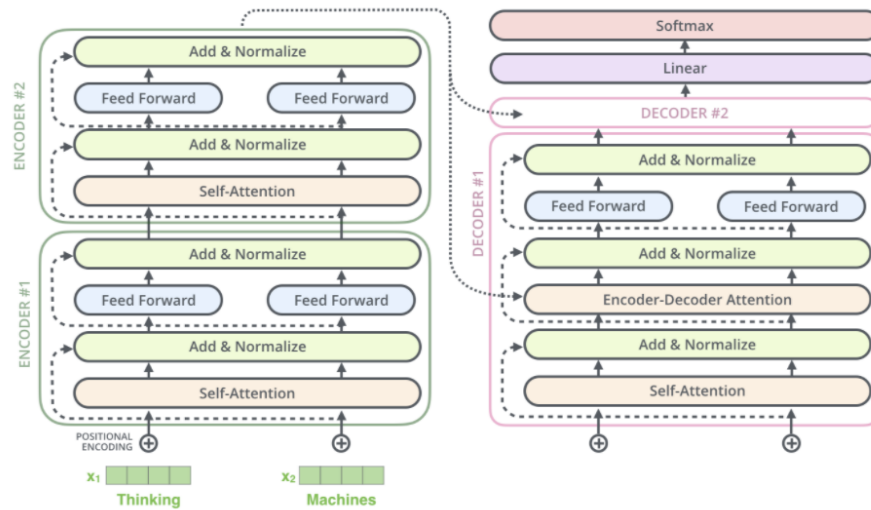 ENCODER #2
Add & Normalize
Feed Forward
Feed Forward
Add & Normalize
Self-Attention
ENCODER #1
Add & Normalize
Feed Forward
Feed Forward
Add & Normalize
Self-Attention
POSITIONAL
ENCODING
x₁
x₂
Thinking
Machines
Softmax
Linear
DECODER #2
DECODER #1
Add & Normalize
Feed Forward
Feed Forward
Add & Normalize
Encoder-Decoder Attention
Add & Normalize
Self-Attention